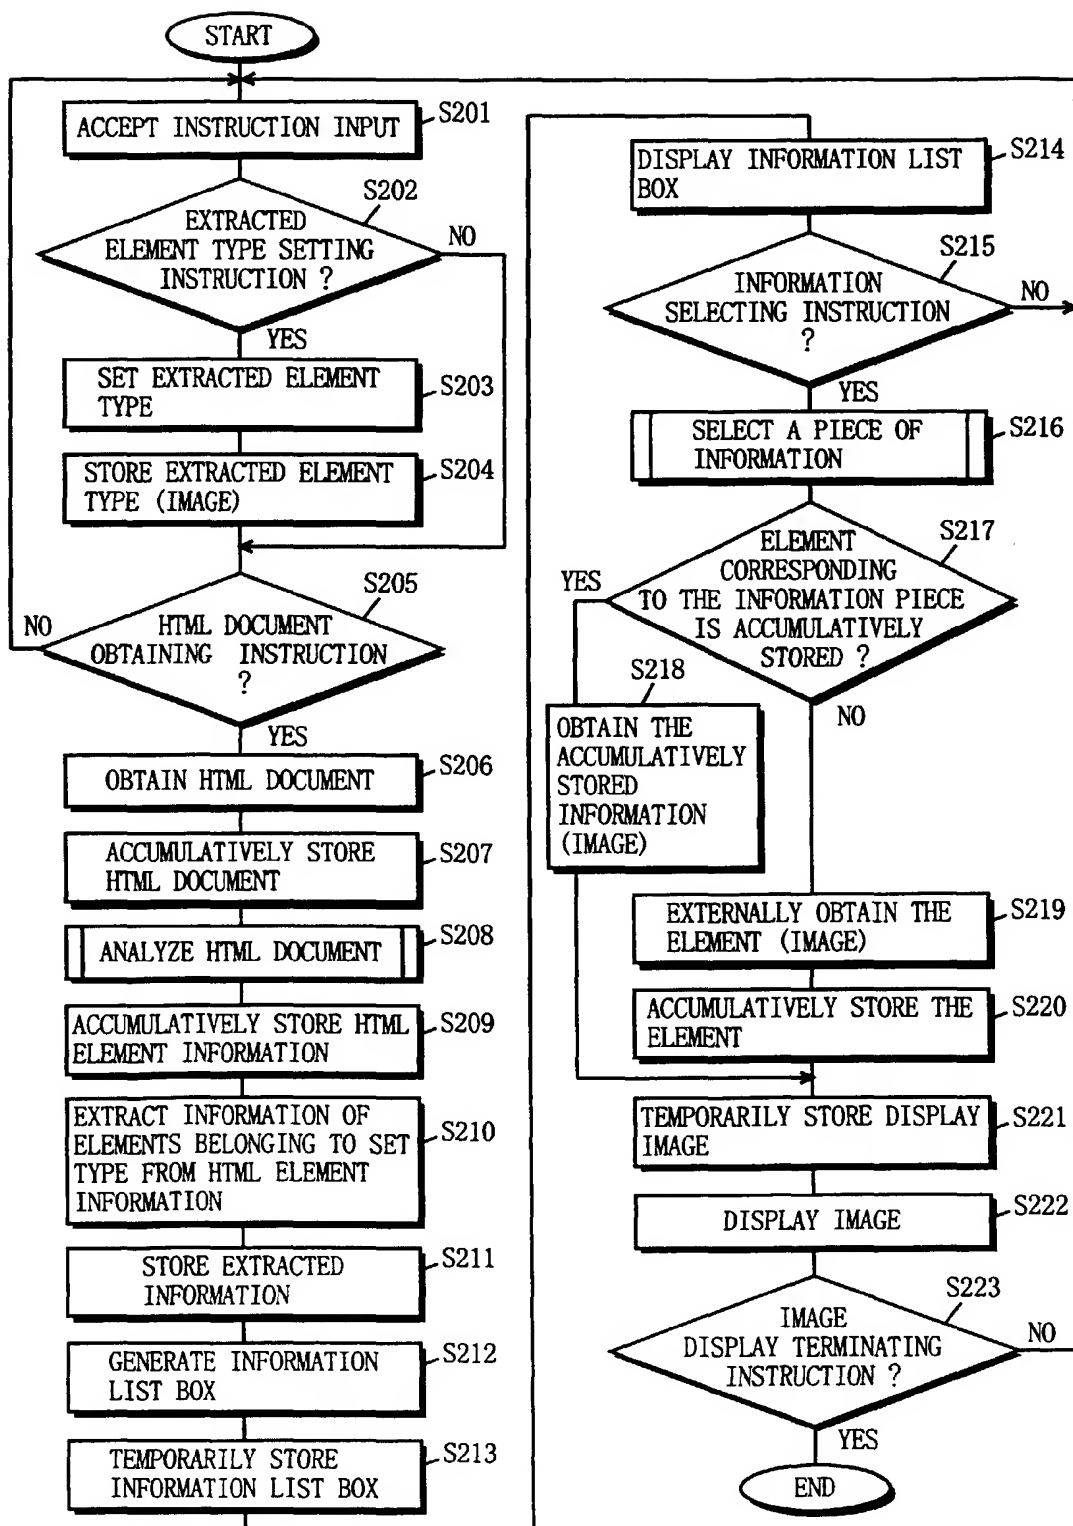 START
ACCEPT INSTRUCTION INPUT
S201
S202
EXTRACTED
ELEMENT TYPE SETTING
INSTRUCTION ?
NO
YES
SET EXTRACTED ELEMENT
TYPE
S203
STORE EXTRACTED ELEMENT
TYPE (IMAGE)
S204
S205
NO
HTML DOCUMENT
OBTAINING INSTRUCTION
?
YES
OBTAIN HTML DOCUMENT
S206
ACCUMULATIVELY STORE
HTML DOCUMENT
S207
ANALYZE HTML DOCUMENT
S208
ACCUMULATIVELY STORE HTML
ELEMENT INFORMATION
S209
EXTRACT INFORMATION OF
ELEMENTS BELONGING TO SET
TYPE FROM HTML ELEMENT
INFORMATION
S210
STORE EXTRACTED
INFORMATION
S211
GENERATE INFORMATION
LIST BOX
S212
TEMPORARILY STORE
INFORMATION LIST BOX
S213
DISPLAY INFORMATION LIST
BOX
S214
S215
INFORMATION
SELECTING INSTRUCTION
?
NO
YES
SELECT A PIECE OF
INFORMATION
S216
S217
ELEMENT
CORRESPONDING
TO THE INFORMATION PIECE
IS ACCUMULATIVELY
STORED ?
YES
NO
S218
OBTAIN THE
ACCUMULATIVELY
STORED
INFORMATION
(IMAGE)
EXTERNALLY OBTAIN THE
ELEMENT (IMAGE)
S219
ACCUMULATIVELY STORE THE
ELEMENT
S220
TEMPORARILY STORE DISPLAY
IMAGE
S221
DISPLAY IMAGE
S222
S223
IMAGE
DISPLAY TERMINATING
INSTRUCTION ?
NO
YES
END